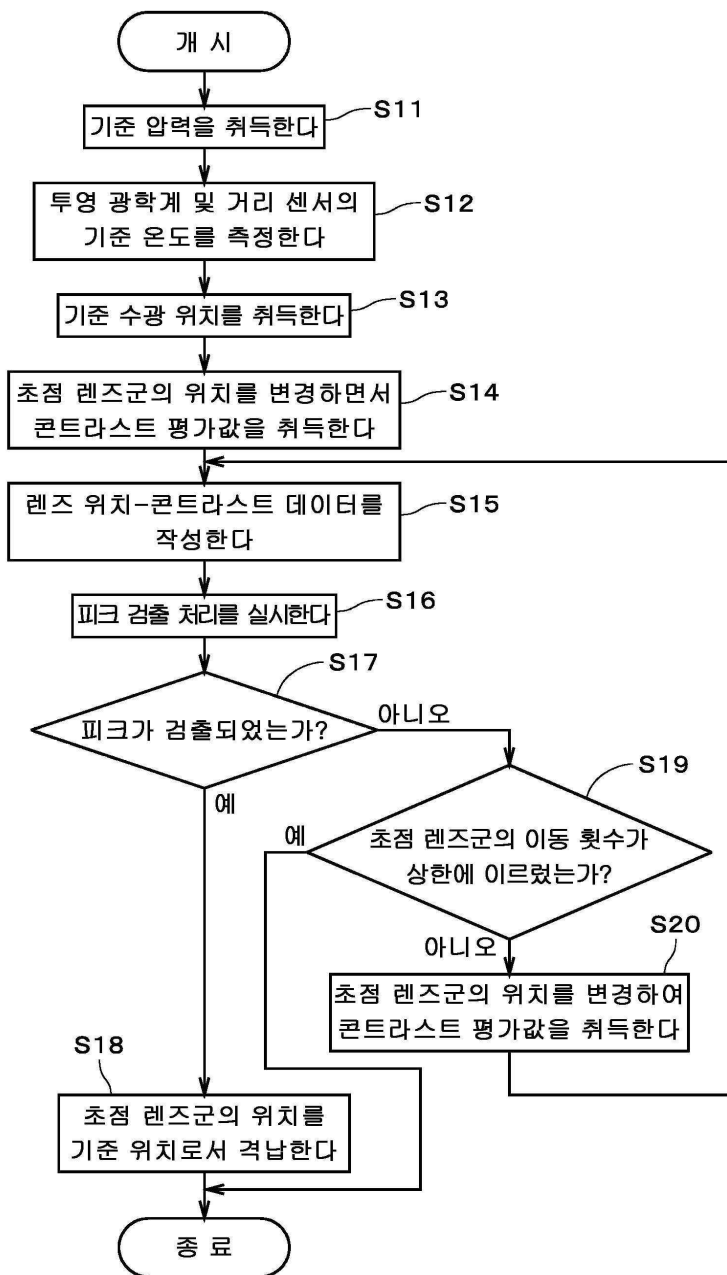 개 시
기준 압력을 취득한다
S11
투영 광학계 및 거리 센서의
기준 온도를 측정한다
S12
기준 수광 위치를 취득한다
S13
초점 렌즈군의 위치를 변경하면서
콘트라스트 평가값을 취득한다
S14
렌즈 위치-콘트라스트 데이터를
작성한다
S15
피크 검출 처리를 실시한다
S16
피크가 검출되었는가?
S17
아니오
예
초점 렌즈군의 이동 횟수가
상한에 이르렀는가?
S19
예
아니오
초점 렌즈군의 위치를 변경하여
콘트라스트 평가값을 취득한다
S20
초점 렌즈군의 위치를
기준 위치로서 격납한다
S18
종 료